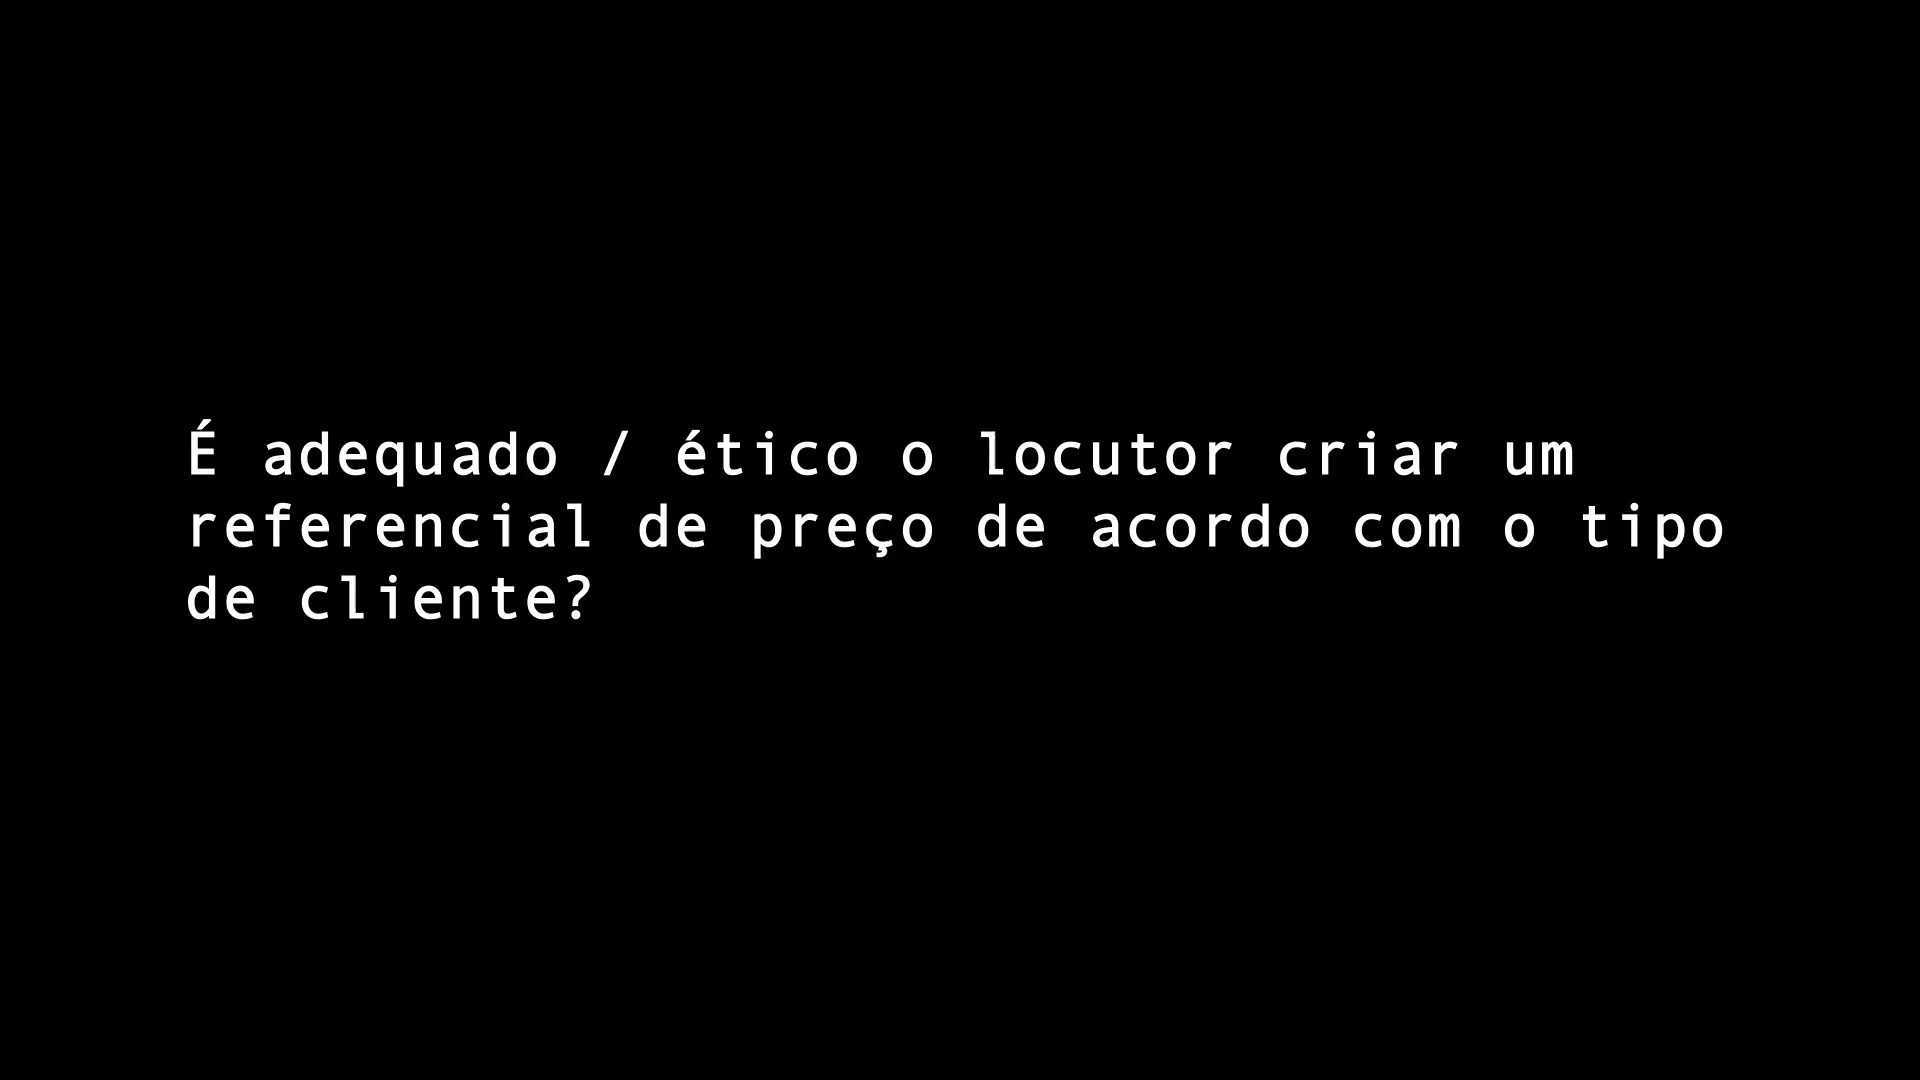 É adequado / ético o locutor criar um
referencial de preço de acordo com o tipo
de cliente?